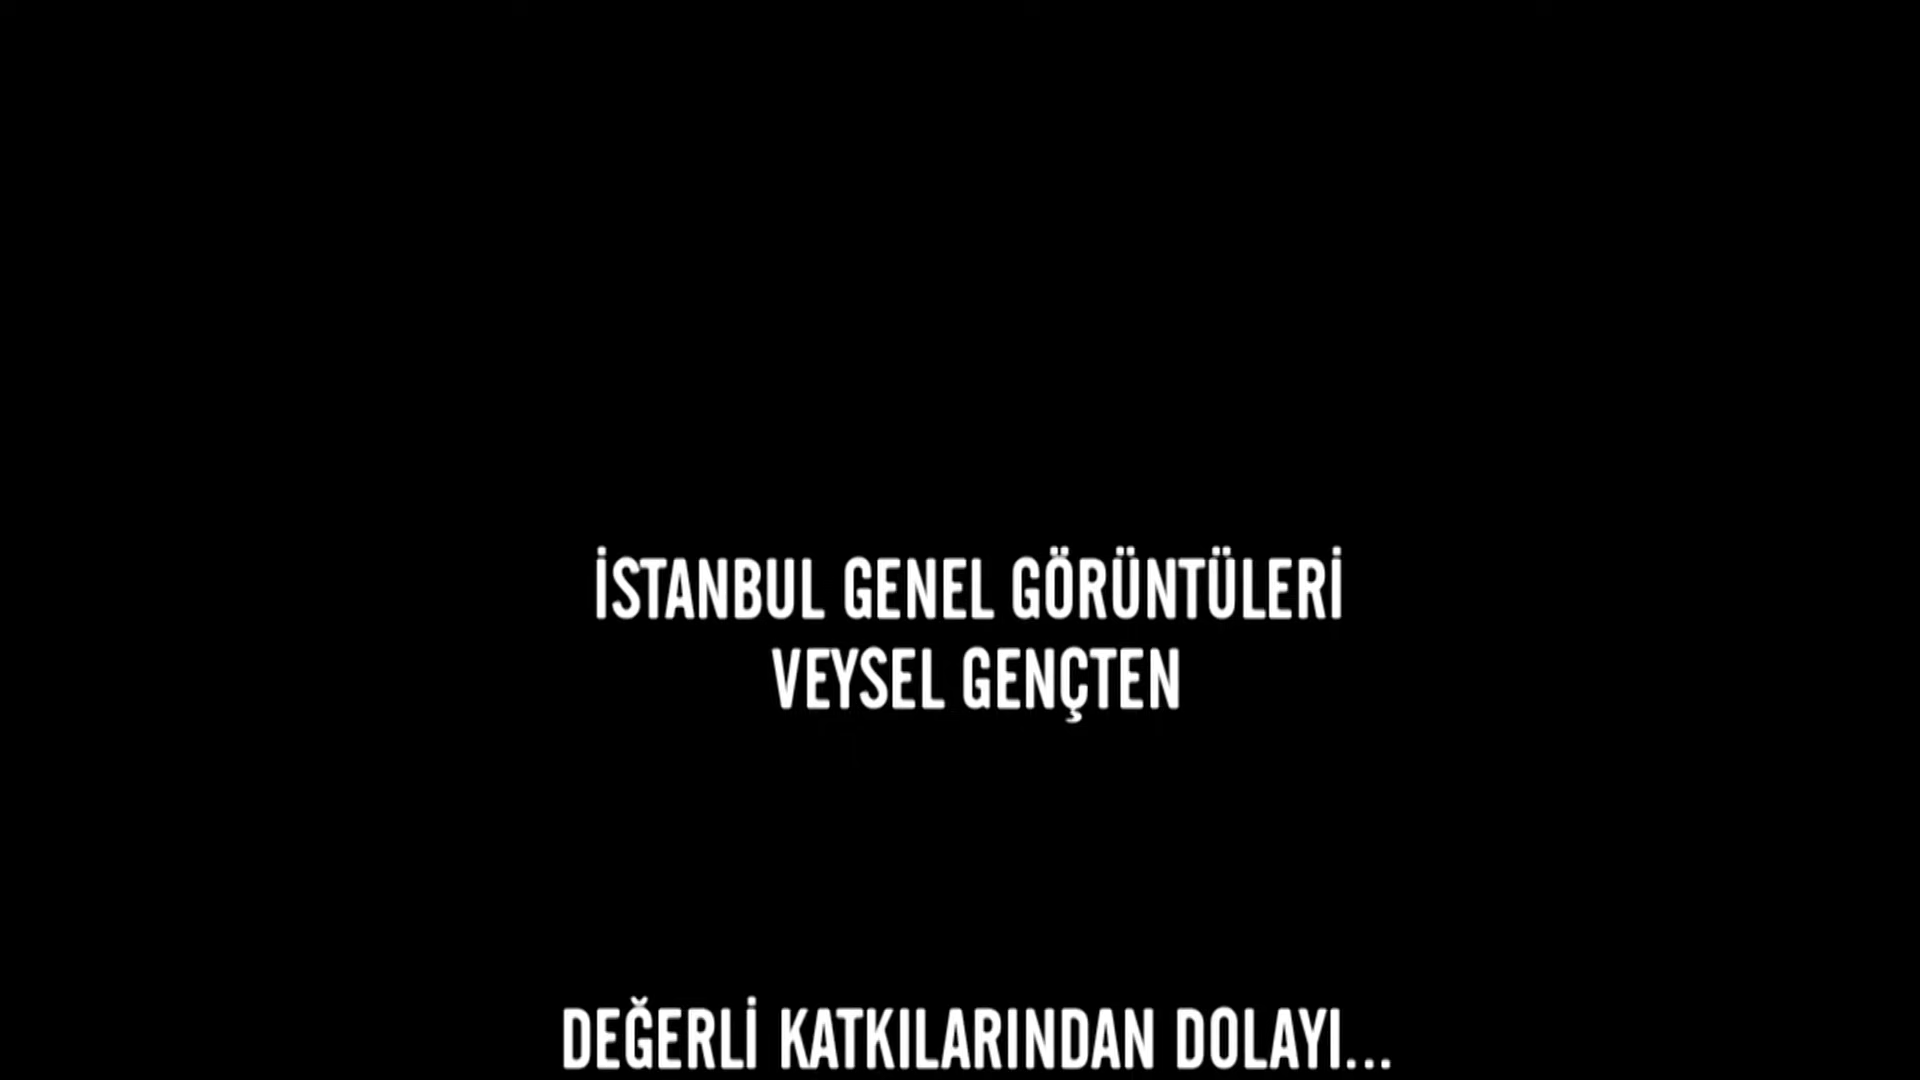 İSTANBUL GENEL GÖRÜNTÜLERİ
VEYSEL GENÇTEN
DEĞERLİ KATKILARINDAN DOLAYI...